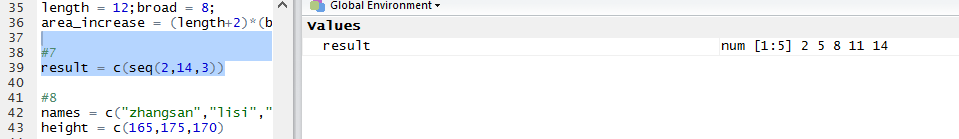 35 length = 12;broad = 8;
36 area_increase = (length+2)*(b
37
38 #7
39 result = c(seq(2,14,3))
40
41 #8
42 names = c("zhangsan","lisi","
43 height = c(165,175,170)
Global Environment
Values
result num [1:5] 2 5 8 11 14